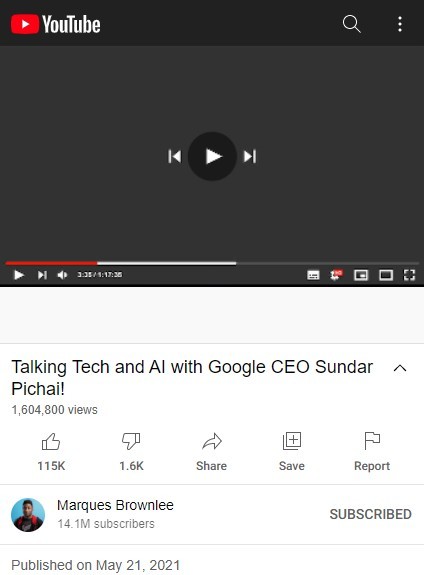 YouTube
3:35 / 1:17:36
Talking Tech and AI with Google CEO Sundar
Pichai!
1,604,800 views
115K
1.6K
Share
Save
Report
Marques Brownlee
14.1M subscribers
SUBSCRIBED
Published on May 21, 2021